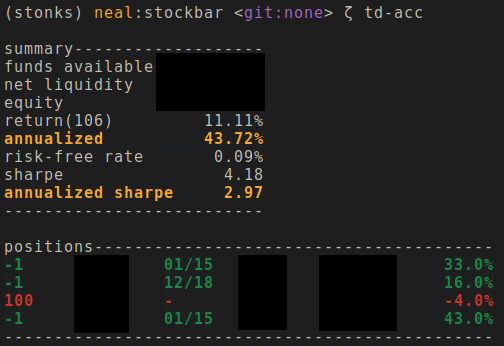 (stonks) neal:stockbar <git:none> ζ td-acc
summary-------------------
funds available
net liquidity
equity
return(106) 11.11%
annualized 43.72%
risk-free rate 0.09%
sharpe 4.18
annualized sharpe 2.97
--------------------------
positions----------------------------------------
-1 01/15 33.0%
-1 12/18 16.0%
100 - -4.0%
-1 01/15 43.0%
-------------------------------------------------